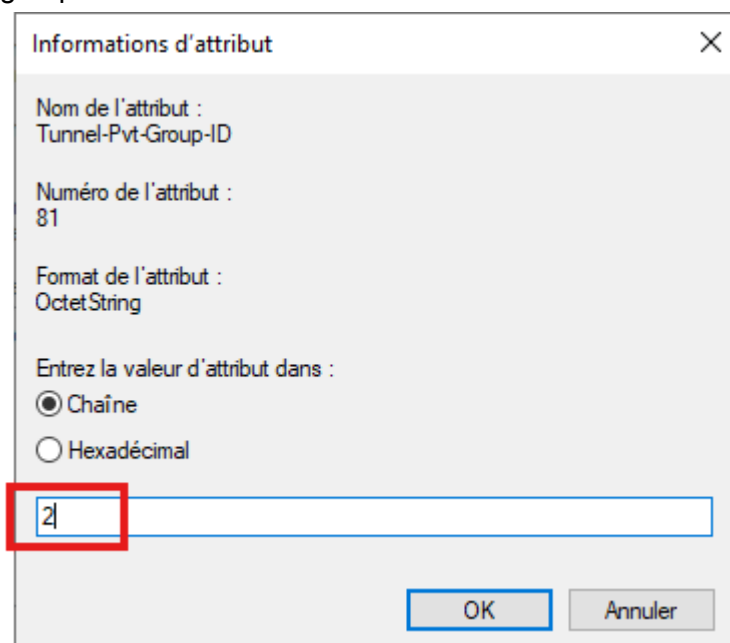 Informations d'attribut
Nom de l'attribut :
Tunnel-Pvt-Group-ID
Numéro de l'attribut :
81
Format de l'attribut :
OctetString
Entrez la valeur d'attribut dans :
Chaîne
Hexadécimal
2
OK Annuler